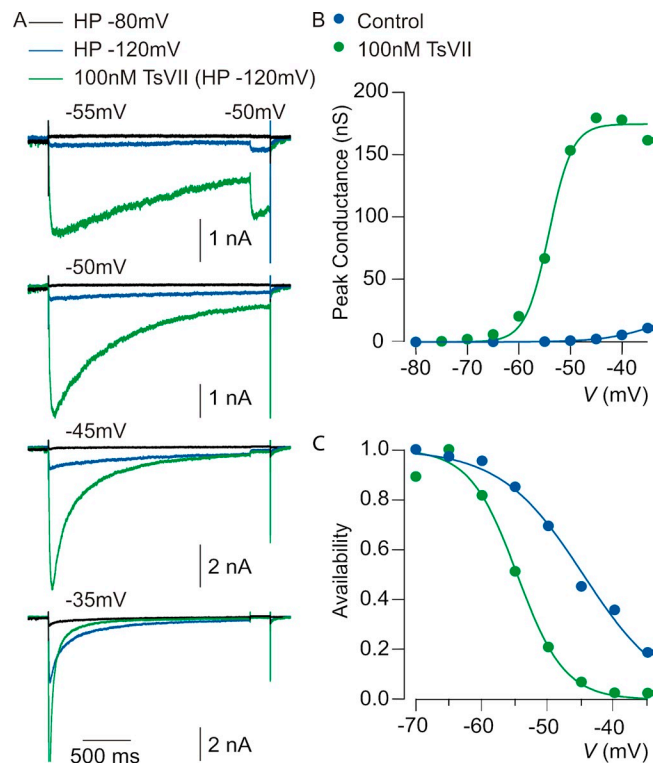 A
HP -80mV
HP -120mV
100nM TsVII (HP -120mV)
-55mV
-50mV
1 nA
-50mV
1 nA
-45mV
2 nA
-35mV
500 ms
2 nA
B
Control
100nM TsVII
200
150
100
50
0
Peak Conductance (nS)
-80 -70 -60 -50 -40
V (mV)
C
1.0
0.8
0.6
0.4
0.2
0.0
Availability
-70 -60 -50 -40
V (mV)